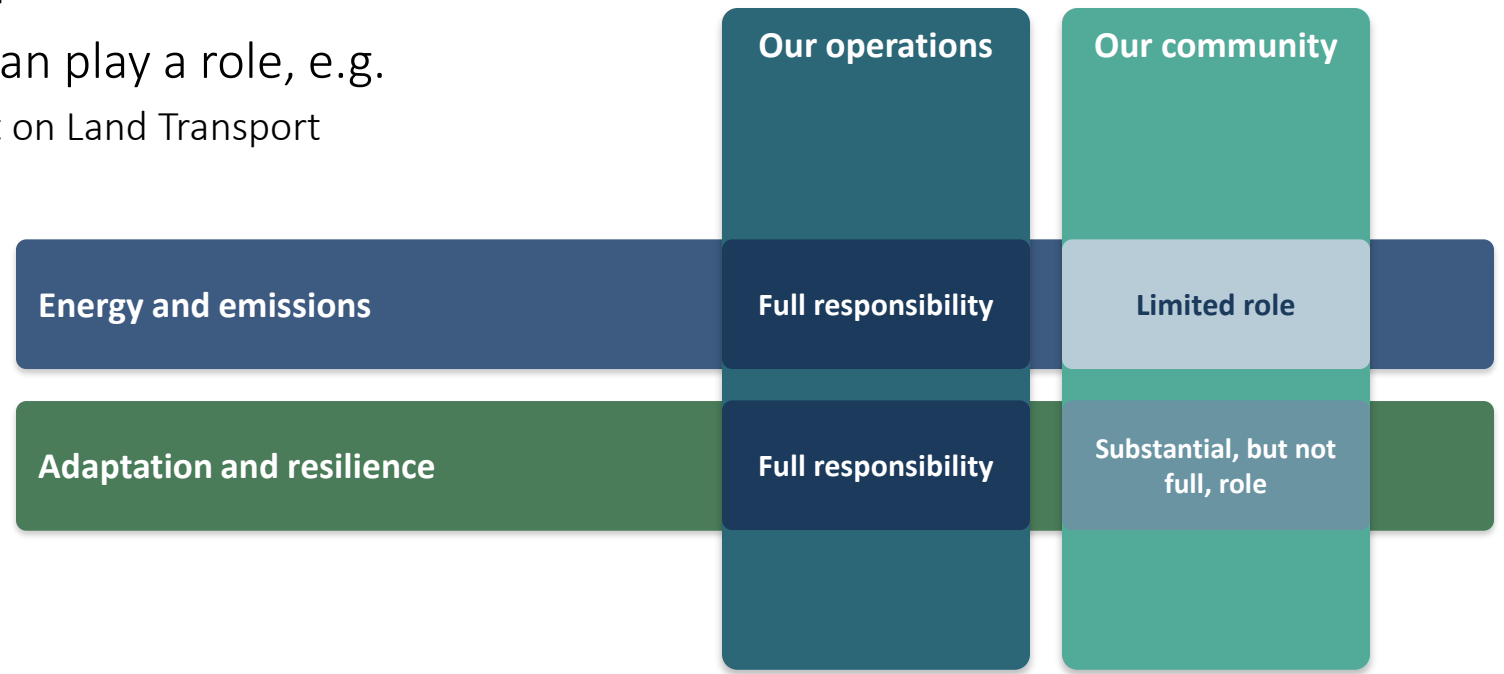 an play a role, e.g.
on Land Transport
Our operations
Our community
Energy and emissions
Full responsibility
Limited role
Adaptation and resilience
Full responsibility
Substantial, but not
full, role